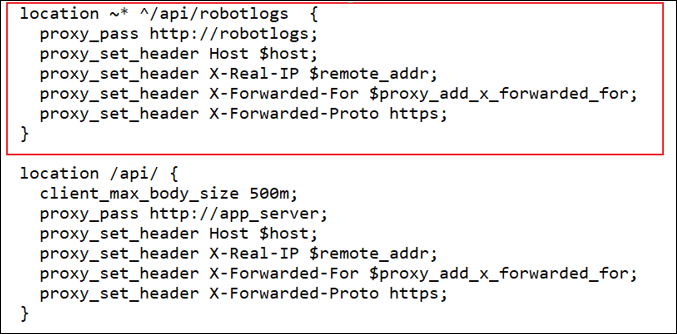 location ~* ^/api/robotlogs  {
  proxy_pass http://robotlogs;
  proxy_set_header Host $host;
  proxy_set_header X-Real-IP $remote_addr;
  proxy_set_header X-Forwarded-For $proxy_add_x_forwarded_for;
  proxy_set_header X-Forwarded-Proto https;
}
location /api/ {
  client_max_body_size 500m;
  proxy_pass http://app_server;
  proxy_set_header Host $host;
  proxy_set_header X-Real-IP $remote_addr;
  proxy_set_header X-Forwarded-For $proxy_add_x_forwarded_for;
  proxy_set_header X-Forwarded-Proto https;
}